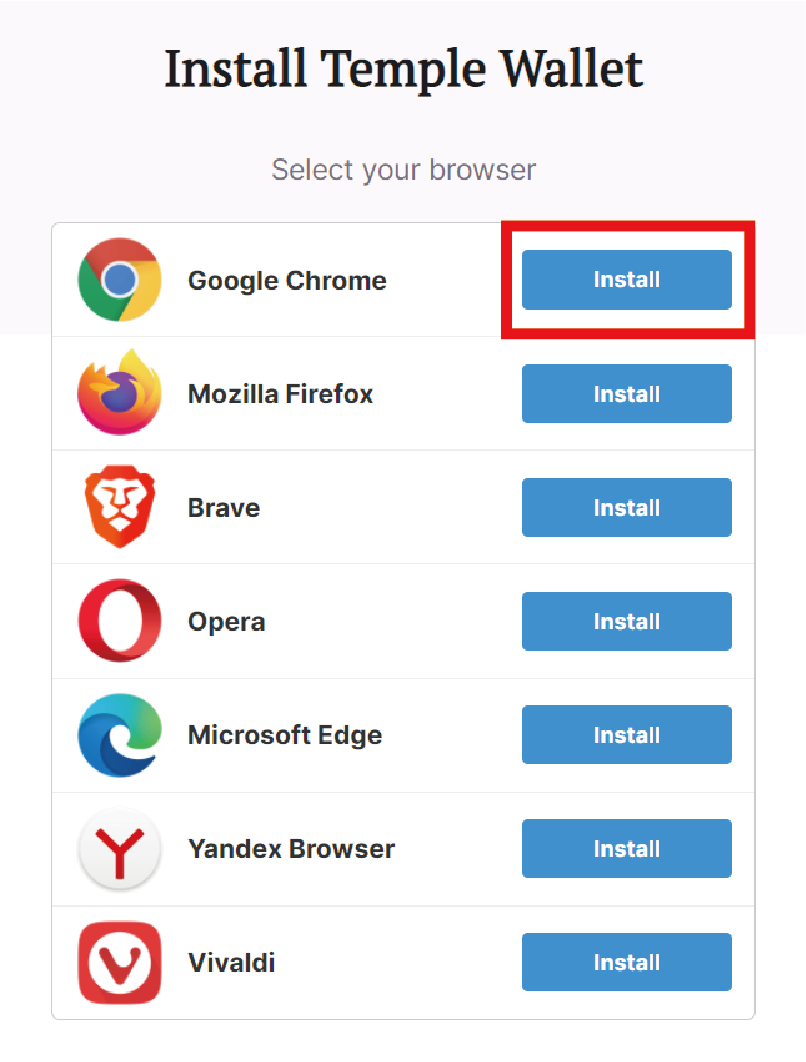 Install Temple Wallet
Select your browser
Google Chrome Install
Mozilla Firefox Install
Brave Install
Opera Install
Microsoft Edge Install
Yandex Browser Install
Vivaldi Install